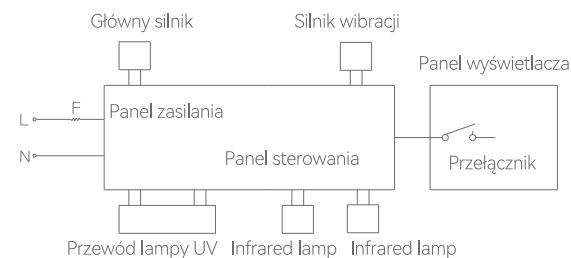 Główny silnik
Silnik wibracji
Panel wyświetlacza
F
L
Panel zasilania
N
Panel sterowania
Przełącznik
Przewód lampy UV
Infrared lamp
Infrared lamp